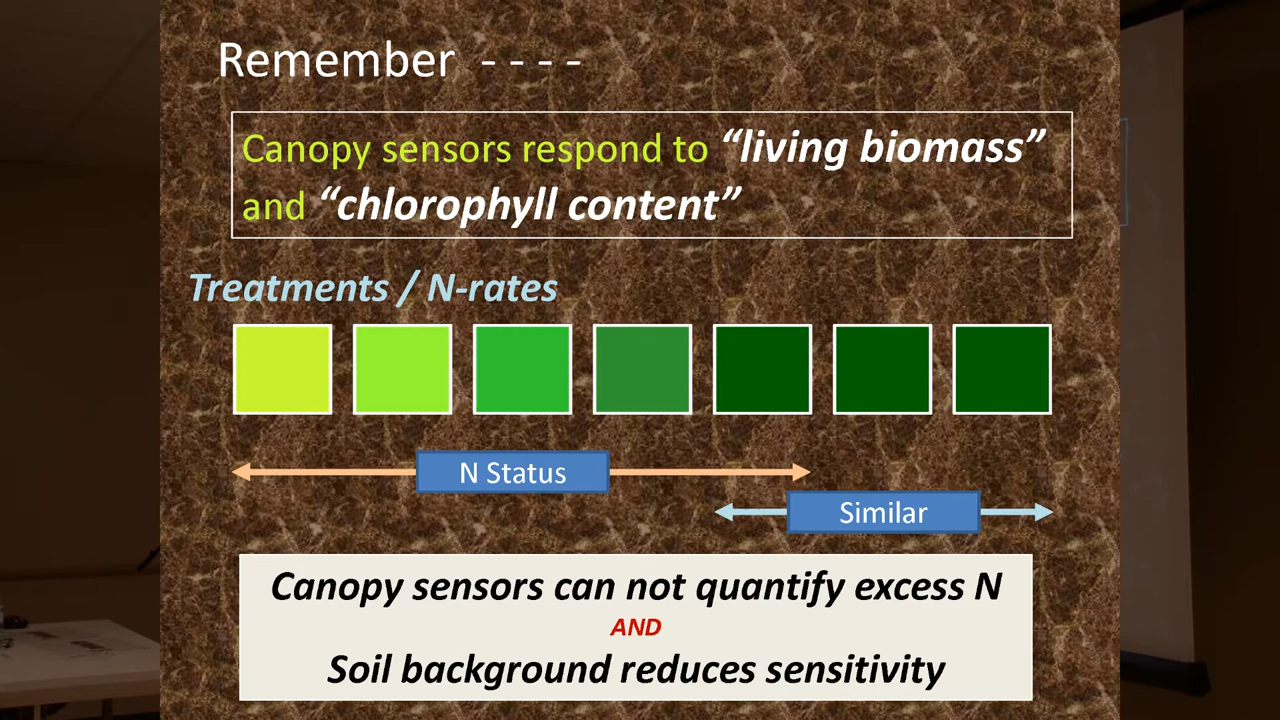 Remember - - - -
Canopy sensors respond to “living biomass”
and “chlorophyll content”
Treatments / N-rates
N Status
Similar
Canopy sensors can not quantify excess N
AND
Soil background reduces sensitivity